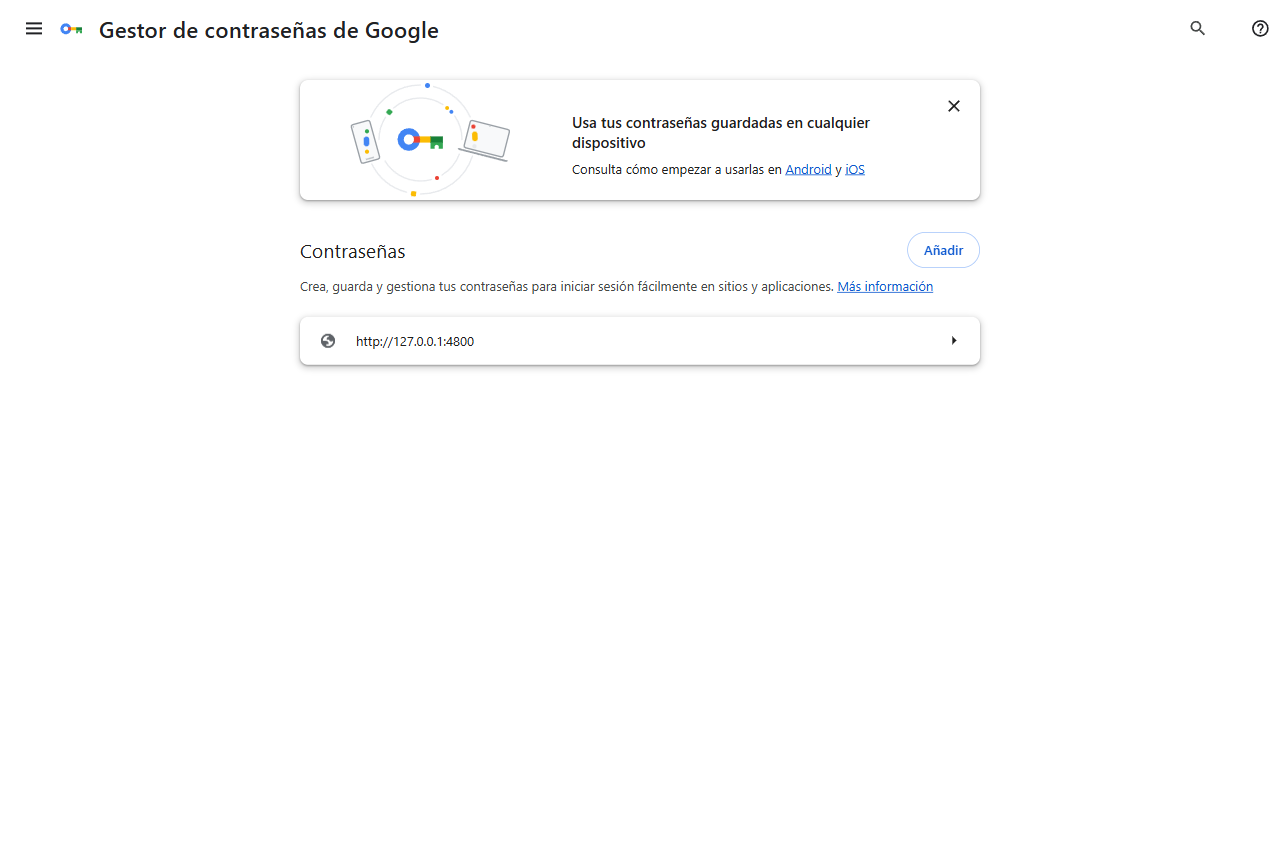 Gestor de contraseñas de Google
Usa tus contraseñas guardadas en cualquier
dispositivo
Consulta cómo empezar a usarlas en Android y iOS
Contraseñas
Añadir
Crea, guarda y gestiona tus contraseñas para iniciar sesión fácilmente en sitios y aplicaciones. Más información
http://127.0.0.1:4800